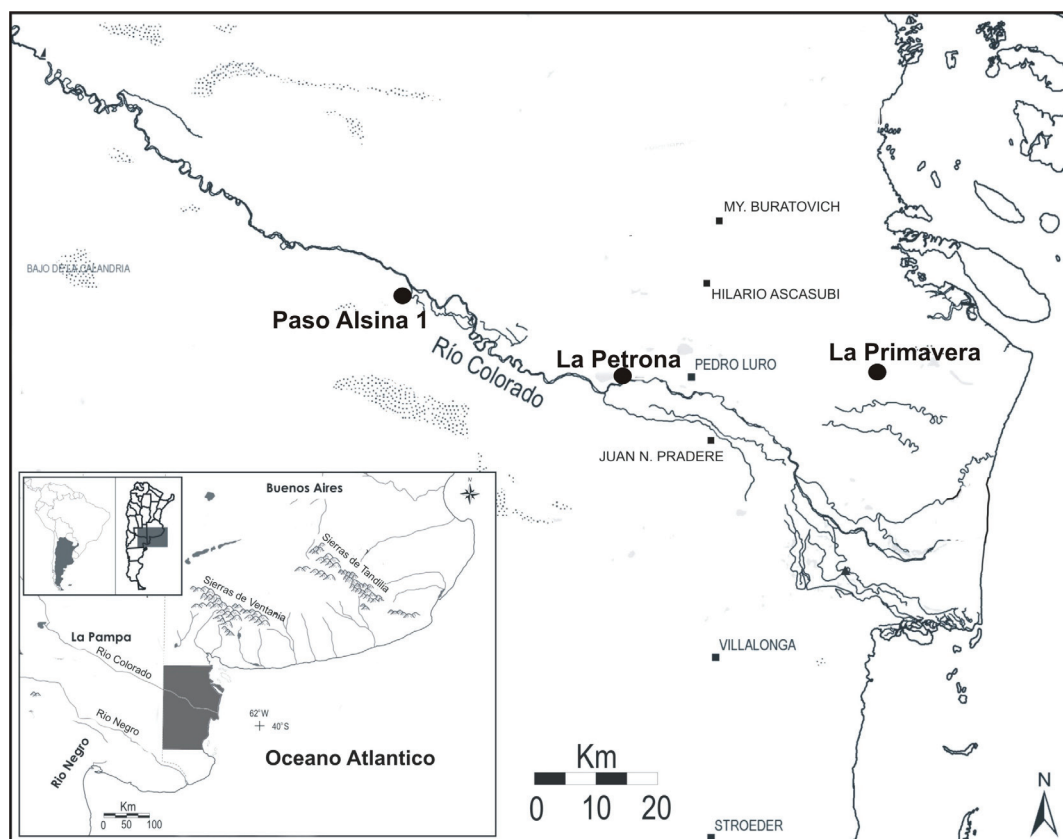 MY. BURATOVICH
BAJO DE LA CALANDRIA
HILARIO ASCASUBI
Paso Alsina 1
Río Colorado
La Petrona
PEDRO LURO
La Primavera
JUAN N. PRADERE
VILLALONGA
STROEDER
Km
0 10 20
N
Buenos Aires
N
Sierras de Tandilia
Sierras de Ventania
La Pampa
Rio Colorado
Rio Negro
Rio Negro
62°W
40°S
Oceano Atlantico
Km
0 50 100